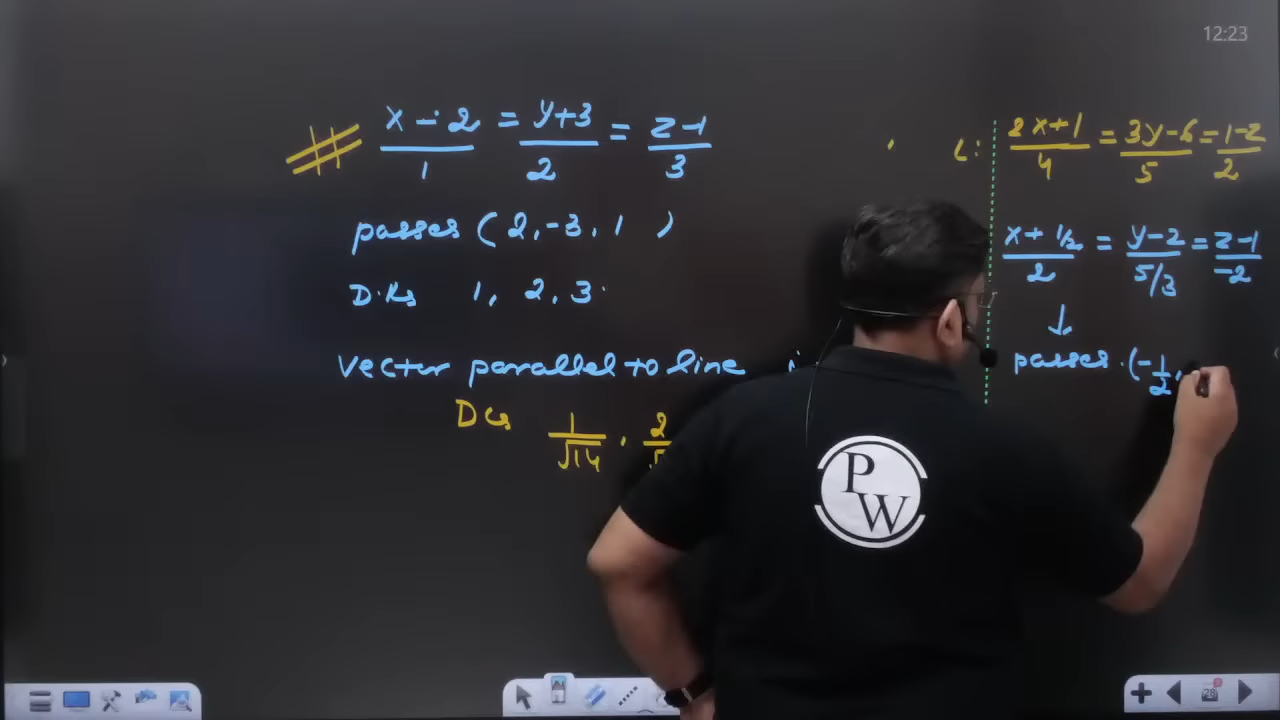 12:23
x - 2 / 1 = y+3 / 2 = z-1 / 3
passes ( 2, -3, 1 )
D.Rs 1, 2, 3.
vector parallel to line i
DCs 1/√14 , 2/√
L: 2x+1 / 4 = 3y-6 / 5 = 1-z / 2
x + 1/2 / 2 = y-2 / 5/3 = z-1 / -2
↓
passes (-1/2,
P
W
28